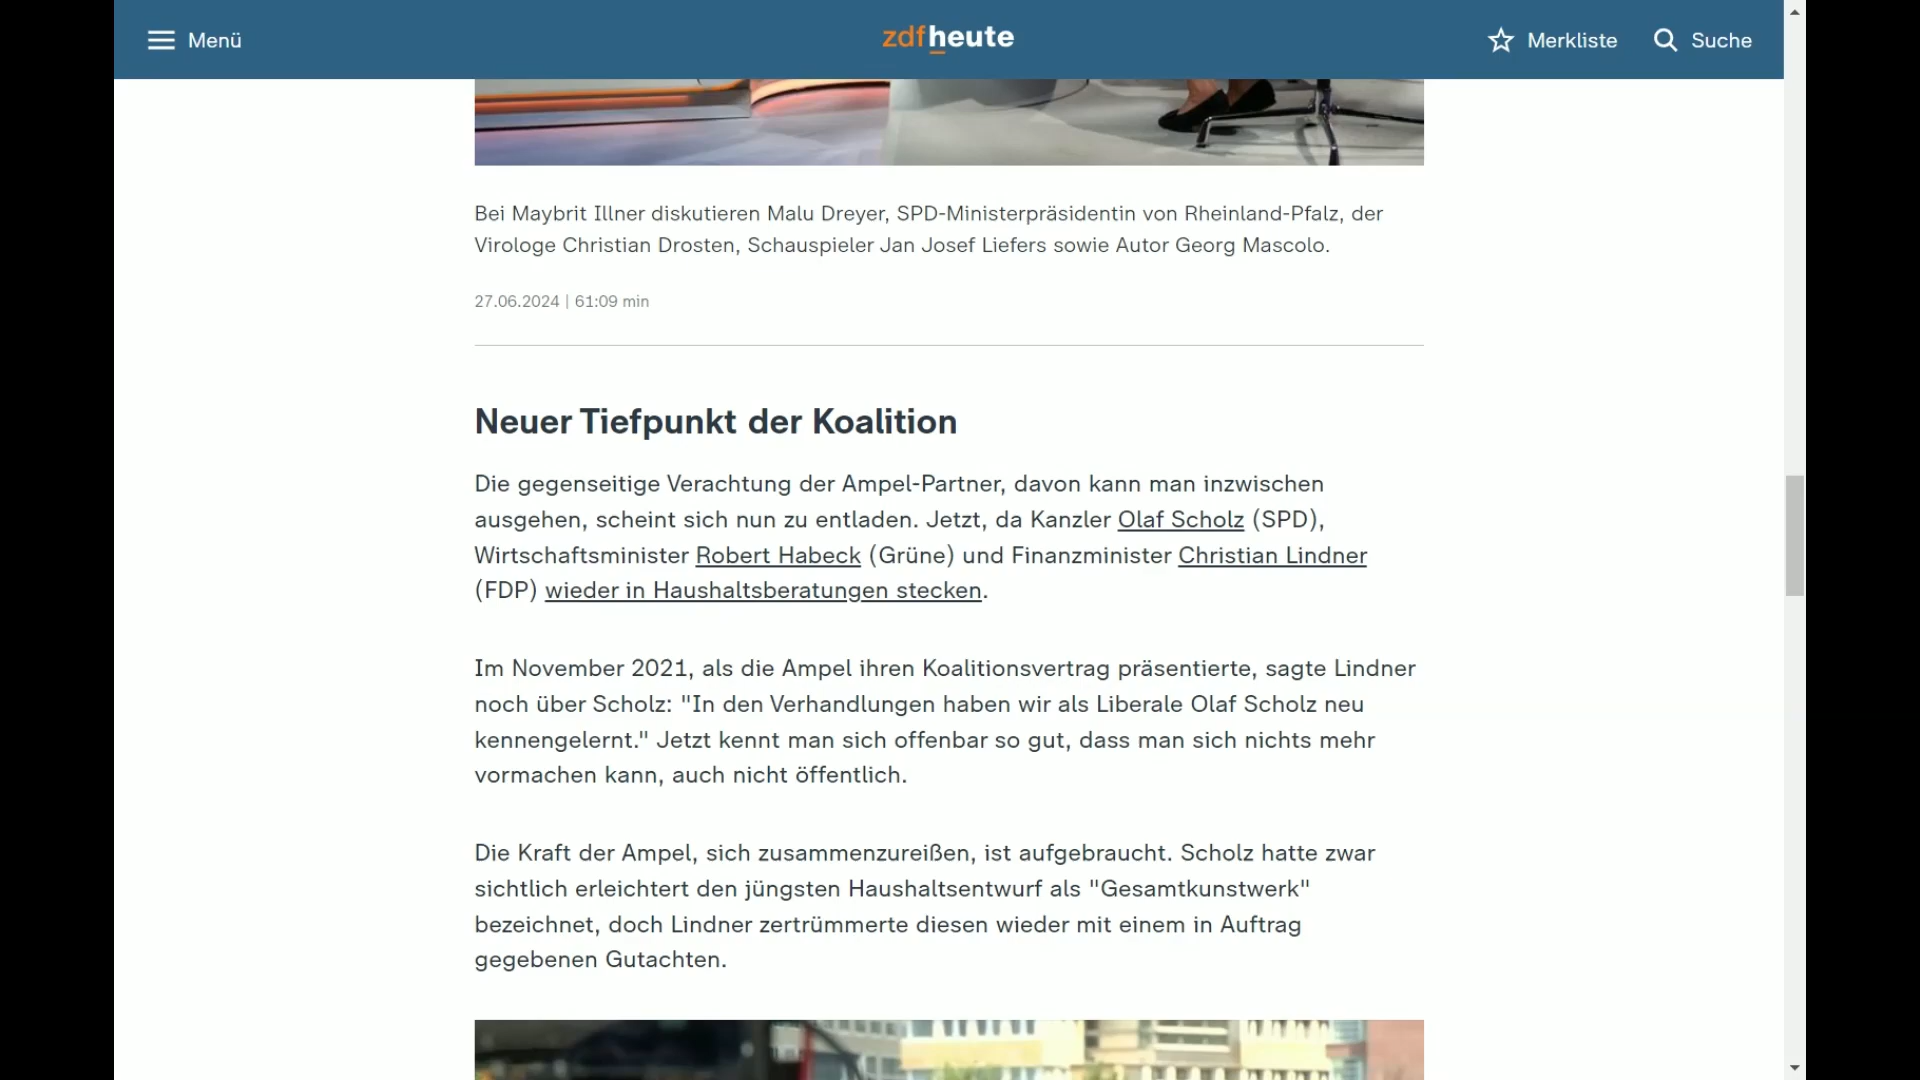 Menü
zdfheute
Merkliste
Suche
Bei Maybrit Illner diskutieren Malu Dreyer, SPD-Ministerpräsidentin von Rheinland-Pfalz, der
Virologe Christian Drosten, Schauspieler Jan Josef Liefers sowie Autor Georg Mascolo.
27.06.2024 | 61:09 min
Neuer Tiefpunkt der Koalition
Die gegenseitige Verachtung der Ampel-Partner, davon kann man inzwischen
ausgehen, scheint sich nun zu entladen. Jetzt, da Kanzler Olaf Scholz (SPD),
Wirtschaftsminister Robert Habeck (Grüne) und Finanzminister Christian Lindner
(FDP) wieder in Haushaltsberatungen stecken.
Im November 2021, als die Ampel ihren Koalitionsvertrag präsentierte, sagte Lindner
noch über Scholz: "In den Verhandlungen haben wir als Liberale Olaf Scholz neu
kennengelernt." Jetzt kennt man sich offenbar so gut, dass man sich nichts mehr
vormachen kann, auch nicht öffentlich.
Die Kraft der Ampel, sich zusammenzureißen, ist aufgebraucht. Scholz hatte zwar
sichtlich erleichtert den jüngsten Haushaltsentwurf als "Gesamtkunstwerk"
bezeichnet, doch Lindner zertrümmerte diesen wieder mit einem in Auftrag
gegebenen Gutachten.